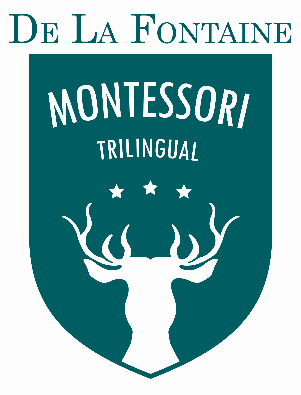 DE LA FONTAINE
MONTESSORI
TRILINGUAL